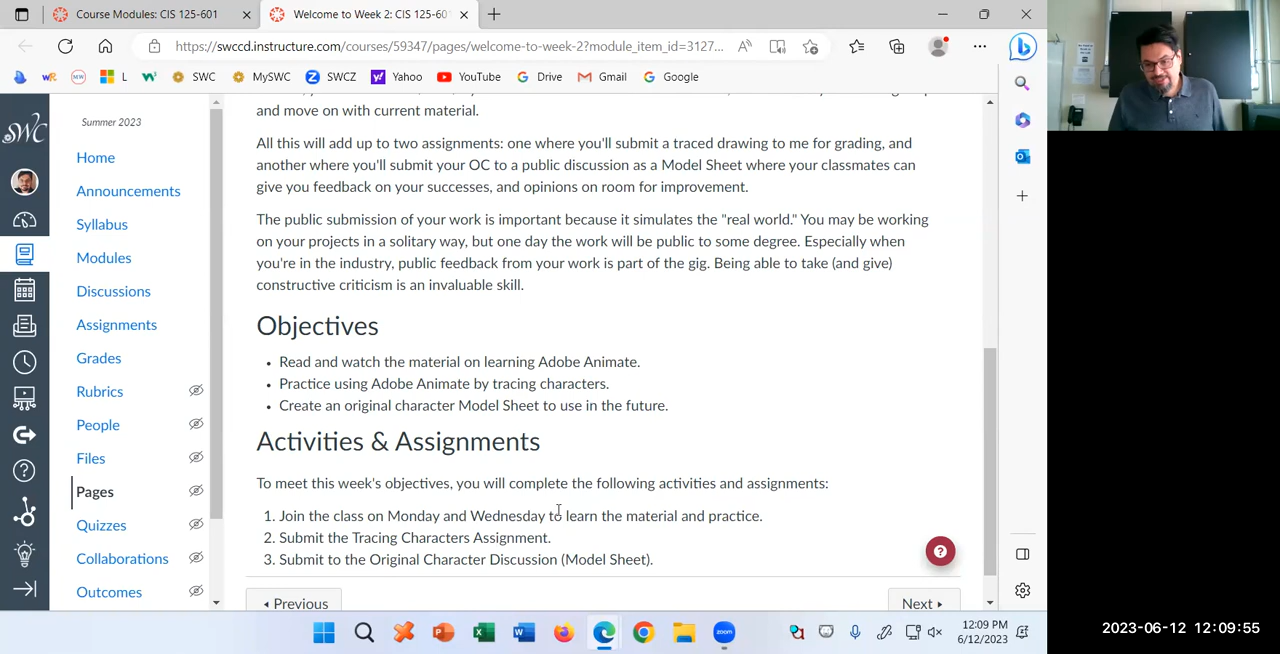 Course Modules: CIS 125-601
Welcome to Week 2: CIS 125-60
https://swccd.instructure.com/courses/59347/pages/welcome-to-week-2?module_item_id=3127...
SWC
MySWC
SWCZ
Yahoo
YouTube
Drive
Gmail
Google
SWC
Summer 2023
Home
Announcements
Syllabus
Modules
Discussions
Assignments
Grades
Rubrics
People
Files
Pages
Quizzes
Collaborations
Outcomes
and move on with current material.
All this will add up to two assignments: one where you'll submit a traced drawing to me for grading, and
another where you'll submit your OC to a public discussion as a Model Sheet where your classmates can
give you feedback on your successes, and opinions on room for improvement.
The public submission of your work is important because it simulates the "real world." You may be working
on your projects in a solitary way, but one day the work will be public to some degree. Especially when
you're in the industry, public feedback from your work is part of the gig. Being able to take (and give)
constructive criticism is an invaluable skill.
Objectives
• Read and watch the material on learning Adobe Animate.
• Practice using Adobe Animate by tracing characters.
• Create an original character Model Sheet to use in the future.
Activities & Assignments
To meet this week's objectives, you will complete the following activities and assignments:
1. Join the class on Monday and Wednesday to learn the material and practice.
2. Submit the Tracing Characters Assignment.
3. Submit to the Original Character Discussion (Model Sheet).
Previous
Next
12:09 PM
6/12/2023
2023-06-12 12:09:55